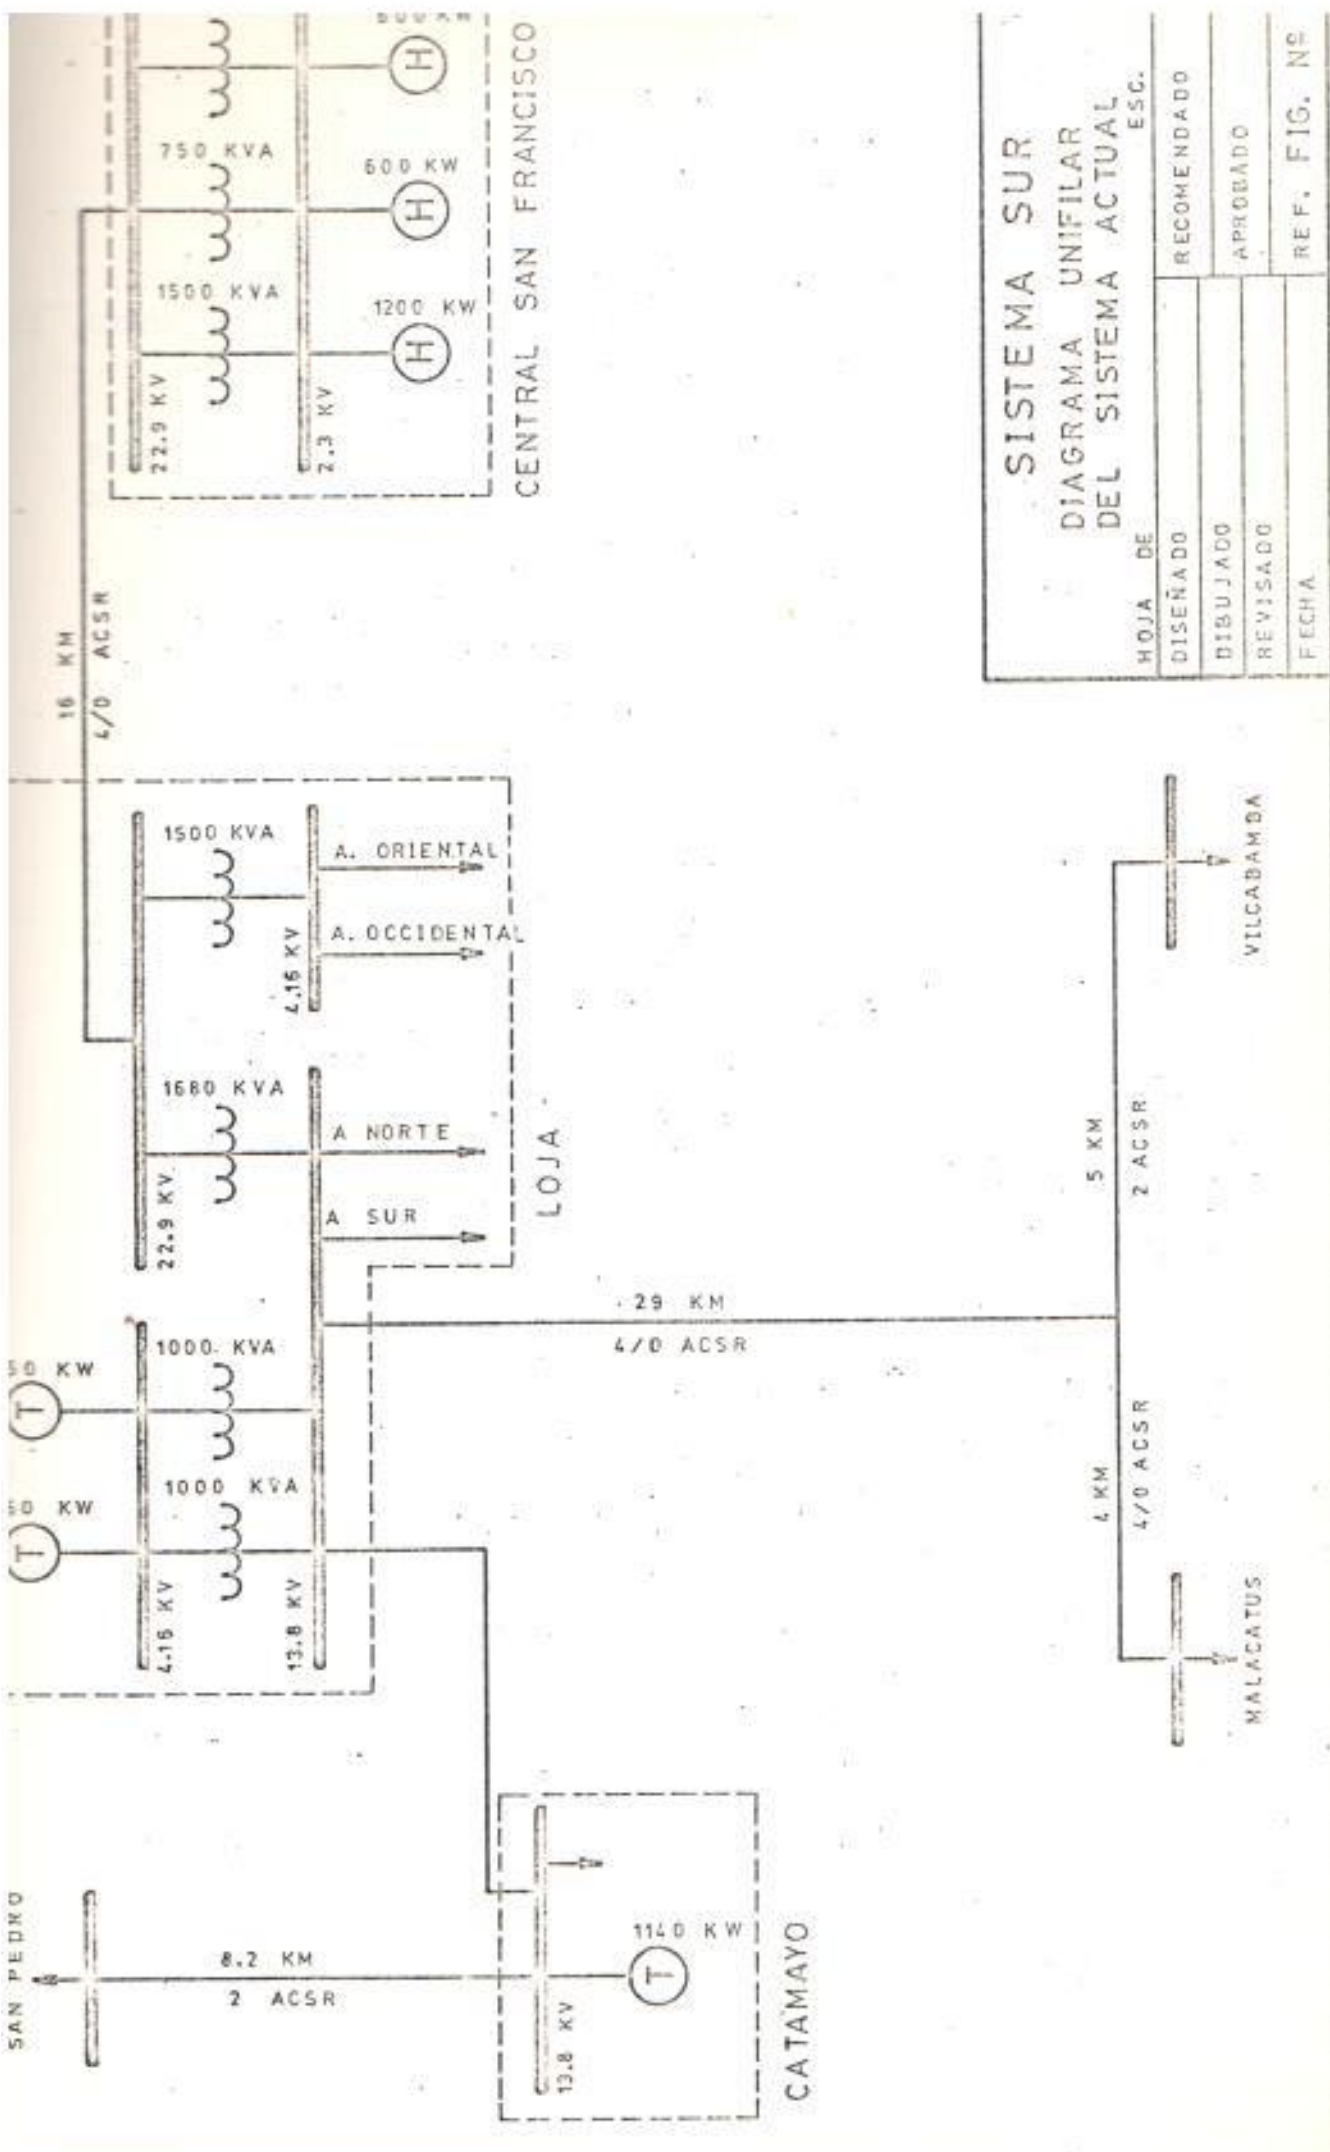 SAN PEDRO
8.2 KM
2 ACSR
13.8 KV
1140 KW
CATAMAYO
KW
KW
4.16 KV
1000 KVA
1000 KVA
13.8 KV
22.9 KV
1680 KVA
1500 KVA
4.16 KV
A SUR
A NORTE
A. OCCIDENTAL
A. ORIENTAL
LOJA
16 KM
4/0 ACSR
22.9 KV
1500 KVA
750 KVA
2.3 KV
1200 KW
600 KW
600 KW
H
H
H
T
T
T
CENTRAL SAN FRANCISCO
29 KM
4/0 ACSR
4 KM
4/0 ACSR
5 KM
2 ACSR
MALACATUS
VILCABAMBA
SISTEMA SUR
DIAGRAMA UNIFILAR
DEL SISTEMA ACTUAL
HOJA DE ESC.
DISEÑADO RECOMENDADO
DIBUJADO
REVISADO APROBADO
FECHA REF. FIG. Nº